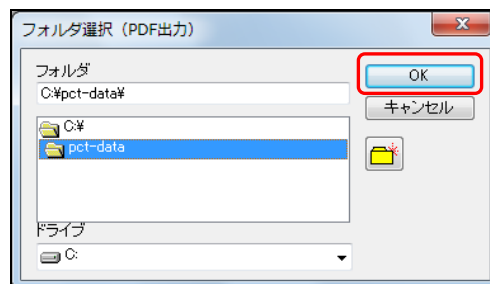 フォルダ選択（PDF出力）
フォルダ
C:¥pct-data¥
C:¥
pct-data
ドライブ
C:
OK
キャンセル